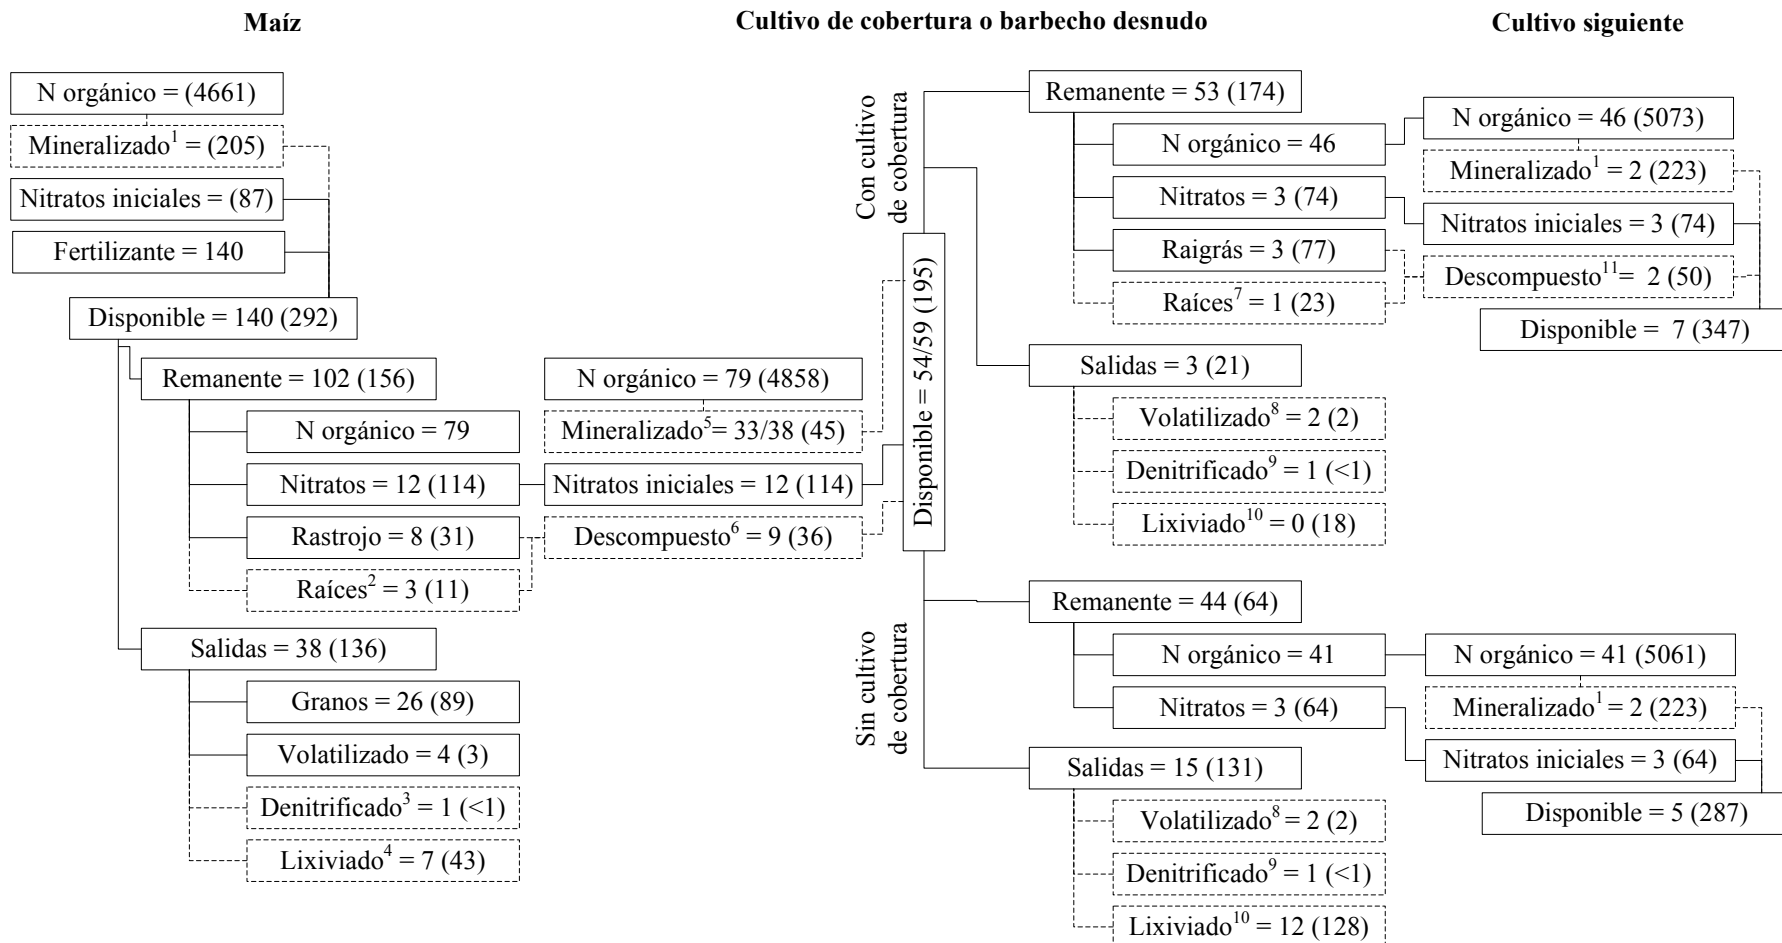 Maíz
N orgánico = (4661)
Mineralizado¹ = (205)
Nitratos iniciales = (87)
Fertilizante = 140
Disponible = 140 (292)
Remanente = 102 (156)
N orgánico = 79
Nitratos = 12 (114)
Rastrojo = 8 (31)
Raíces² = 3 (11)
Salidas = 38 (136)
Granos = 26 (89)
Volatilizado = 4 (3)
Denitrificado³ = 1 (<1)
Lixiviado⁴ = 7 (43)
Cultivo de cobertura o barbecho desnudo
N orgánico = 79 (4858)
Mineralizado⁵= 33/38 (45)
Nitratos iniciales = 12 (114)
Descompuesto⁶ = 9 (36)
Disponible = 54/59 (195)
Con cultivo
de cobertura
Remanente = 53 (174)
N orgánico = 46
Nitratos = 3 (74)
Raigrás = 3 (77)
Raíces⁷ = 1 (23)
Salidas = 3 (21)
Volatilizado⁸ = 2 (2)
Denitrificado⁹ = 1 (<1)
Lixiviado¹⁰ = 0 (18)
Sin cultivo
de cobertura
Remanente = 44 (64)
N orgánico = 41
Nitratos = 3 (64)
Salidas = 15 (131)
Volatilizado⁸ = 2 (2)
Denitrificado⁹ = 1 (<1)
Lixiviado¹⁰ = 12 (128)
Cultivo siguiente
N orgánico = 46 (5073)
Mineralizado¹ = 2 (223)
Nitratos iniciales = 3 (74)
Descompuesto¹¹= 2 (50)
Disponible = 7 (347)
N orgánico = 41 (5061)
Mineralizado¹ = 2 (223)
Nitratos iniciales = 3 (64)
Disponible = 5 (287)